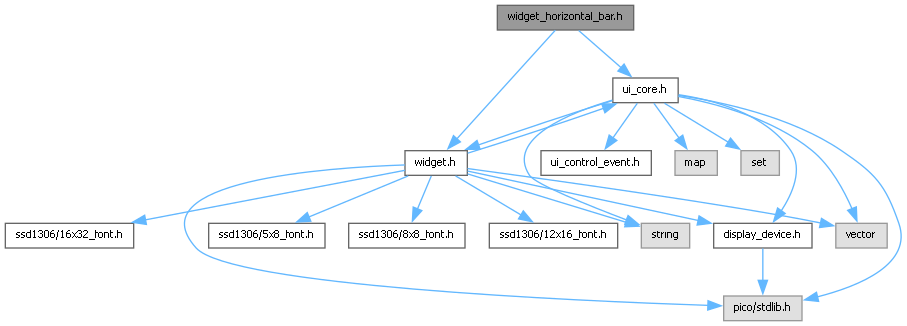 widget_horizontal_bar.h
ui_core.h
widget.h
ui_control_event.h
map
set
ssd1306/16x32_font.h
ssd1306/5x8_font.h
ssd1306/8x8_font.h
ssd1306/12x16_font.h
string
display_device.h
vector
pico/stdlib.h